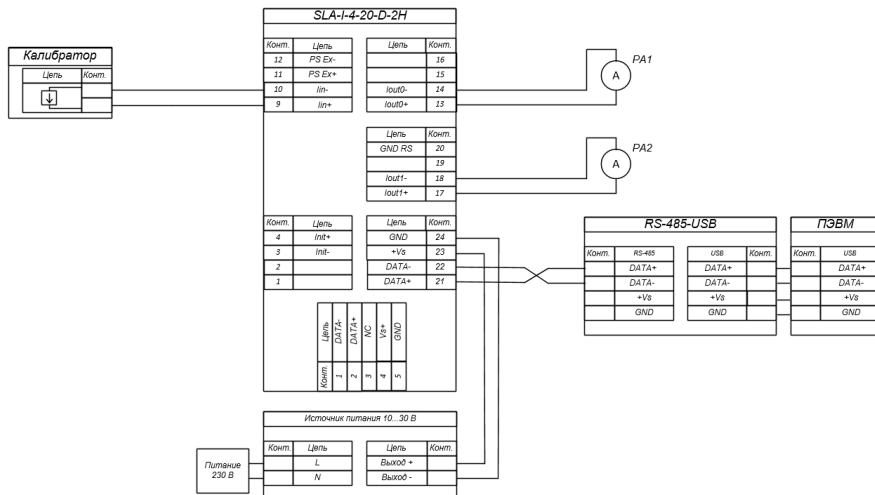 SLA-I-4-20-D-2H
Калибратор
Цепь Конт.
Конт. Цепь
12 PS Ex-
11 PS Ex+
10 Iin-
9 Iin+
Цепь Конт.
16
15
Iout0- 14
Iout0+ 13
A
PA1
Цепь Конт.
GND RS 20
19
Iout1- 18
Iout1+ 17
A
PA2
Конт. Цепь
4 Init+
3 Init-
2
1
Цепь Конт.
GND 24
+Vs 23
DATA- 22
DATA+ 21
RS-485-USB
Конт. RS-485
DATA+
DATA-
+Vs
GND
USB Конт.
DATA+
DATA-
+Vs
GND
ПЭВМ
Конт. USB
DATA+
DATA-
+Vs
GND
Конт. Цепь
1 DATA-
2 DATA+
3 NC
4 Vs+
5 GND
Источник питания 10...30 В
Питание
230 В
Конт. Цепь
L
N
Цепь Конт.
Выход +
Выход -